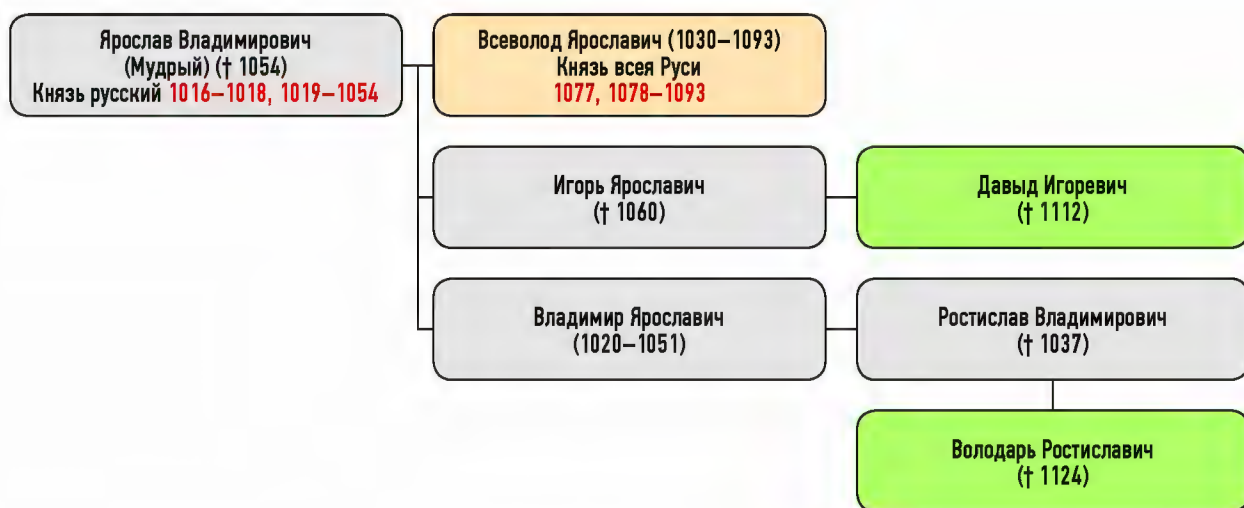 Ярослав Владимирович
(Мудрый) († 1054)
Князь русский 1016–1018, 1019–1054
Всеволод Ярославич (1030–1093)
Князь всея Руси
1077, 1078–1093
Игорь Ярославич
(† 1060)
Давыд Игоревич
(† 1112)
Владимир Ярославич
(1020–1051)
Ростислав Владимирович
(† 1037)
Володарь Ростиславич
(† 1124)